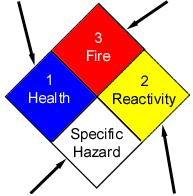 3
Fire
1
Health
2
Reactivity
Specific
Hazard